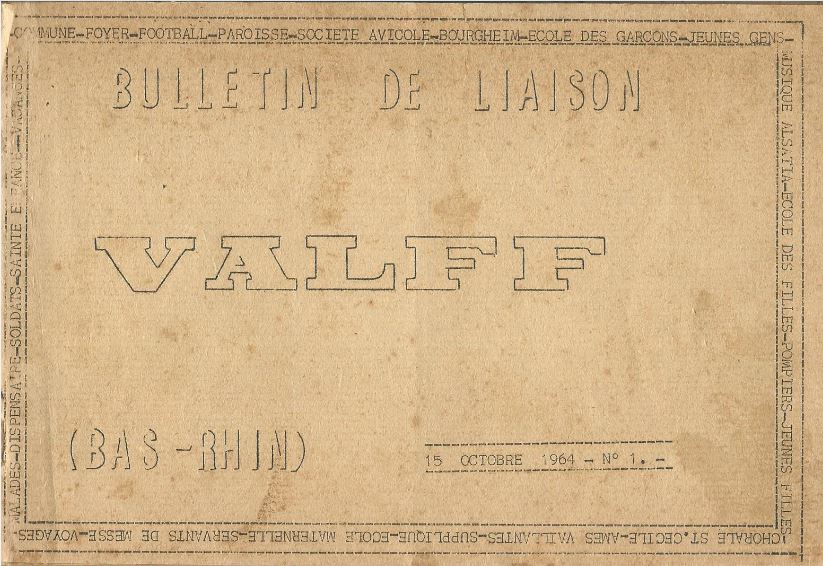 COMMUNE-FOYER-FOOTBALL-PAROISSE-SOCIETE AVICOLE-BOURGHEIM-ECOLE DES GARCONS-JEUNES GENS-
MUSIQUE ALSATIA-ECOLE DES FILLES-POMPIERS-JEUNES FILLES
CHORALE ST.CECILE-AMES VAILLANTES-SUPPLIQUE-ECOLE MATERNELLE-SERVANTS DE MESSE-VOYAGES-
MALADES-DISPENSAIRE-SOLDATS-SAINTE ENFANCE-VACANCES-
BULLETIN DE LIAISON
VALFF
(BAS-RHIN)
15 OCTOBRE 1964 - N° 1. -